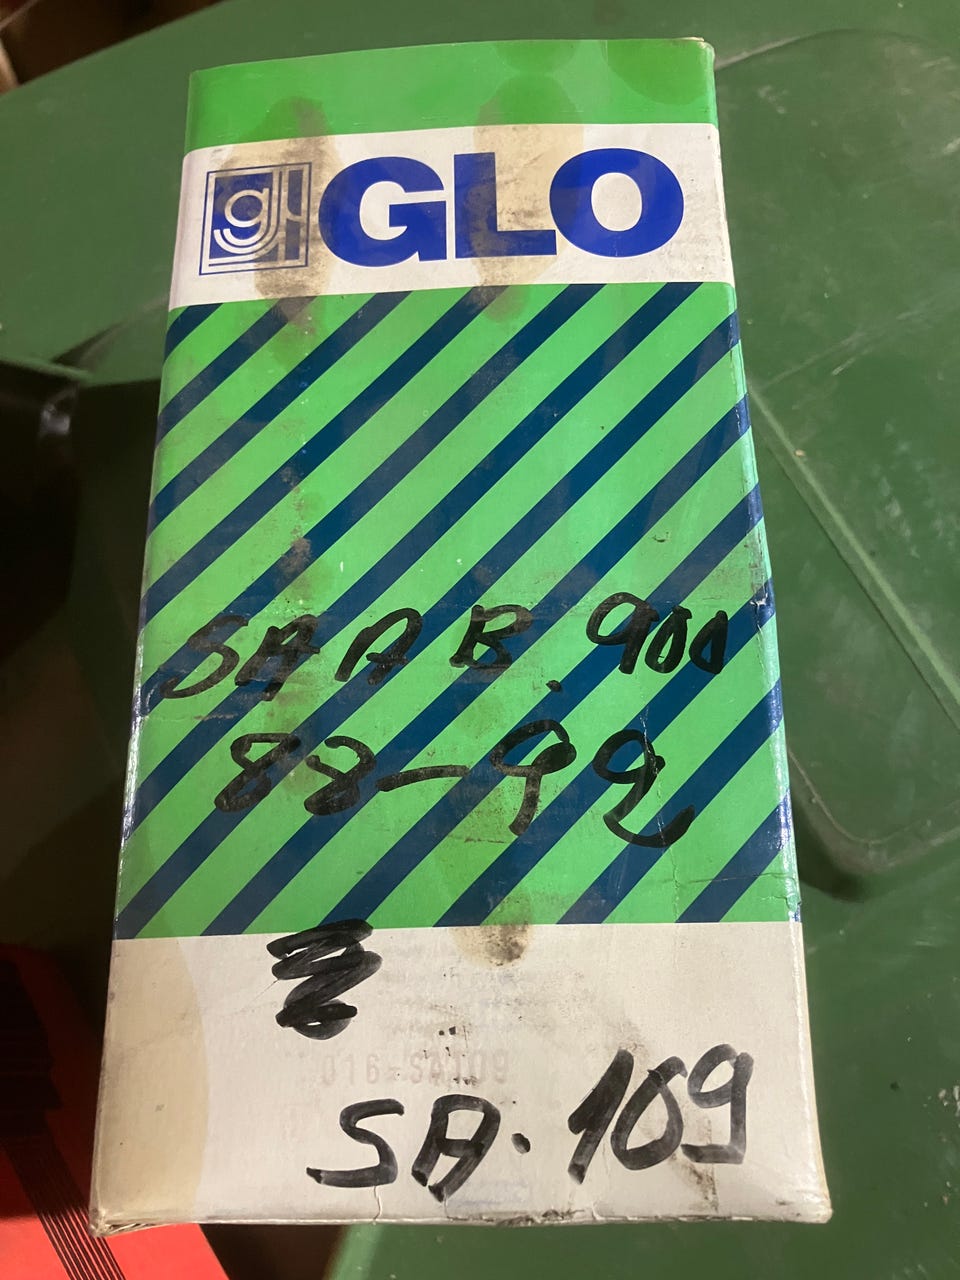 g GLO
SAAB 900
88-92
016-SA109
SA.109